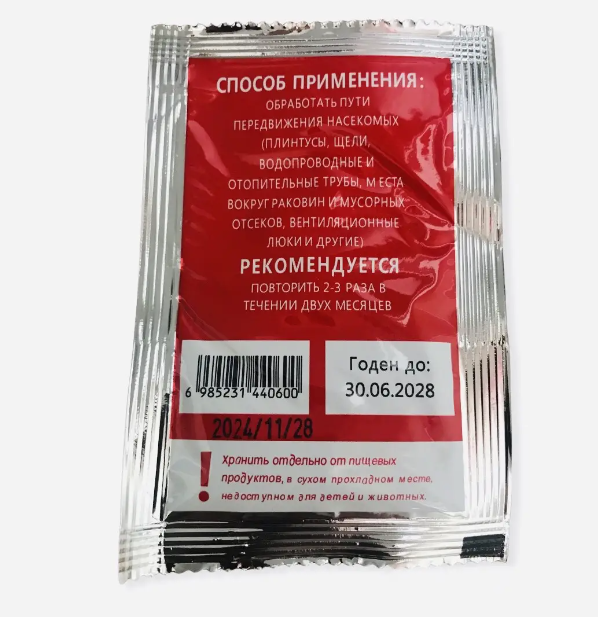 СПОСОБ ПРИМЕНЕНИЯ:
ОБРАБОТАТЬ ПУТИ
ПЕРЕДВИЖЕНИЯ НАСЕКОМЫХ
(ПЛИНТУСЫ, ЩЕЛИ,
ВОДОПРОВОДНЫЕ И
ОТОПИТЕЛЬНЫЕ ТРУБЫ, МЕСТА
ВОКРУГ РАКОВИН И МУСОРНЫХ
ОТСЕКОВ, ВЕНТИЛЯЦИОННЫЕ
ЛЮКИ И ДРУГИЕ)
РЕКОМЕНДУЕТСЯ
ПОВТОРИТЬ 2-3 РАЗА В
ТЕЧЕНИИ ДВУХ МЕСЯЦЕВ
6 985231 440600
Годен до:
30.06.2028
2024/11/28
! Хранить отдельно от пищевых
продуктов, в сухом прохладном месте,
недоступном для детей и животных.